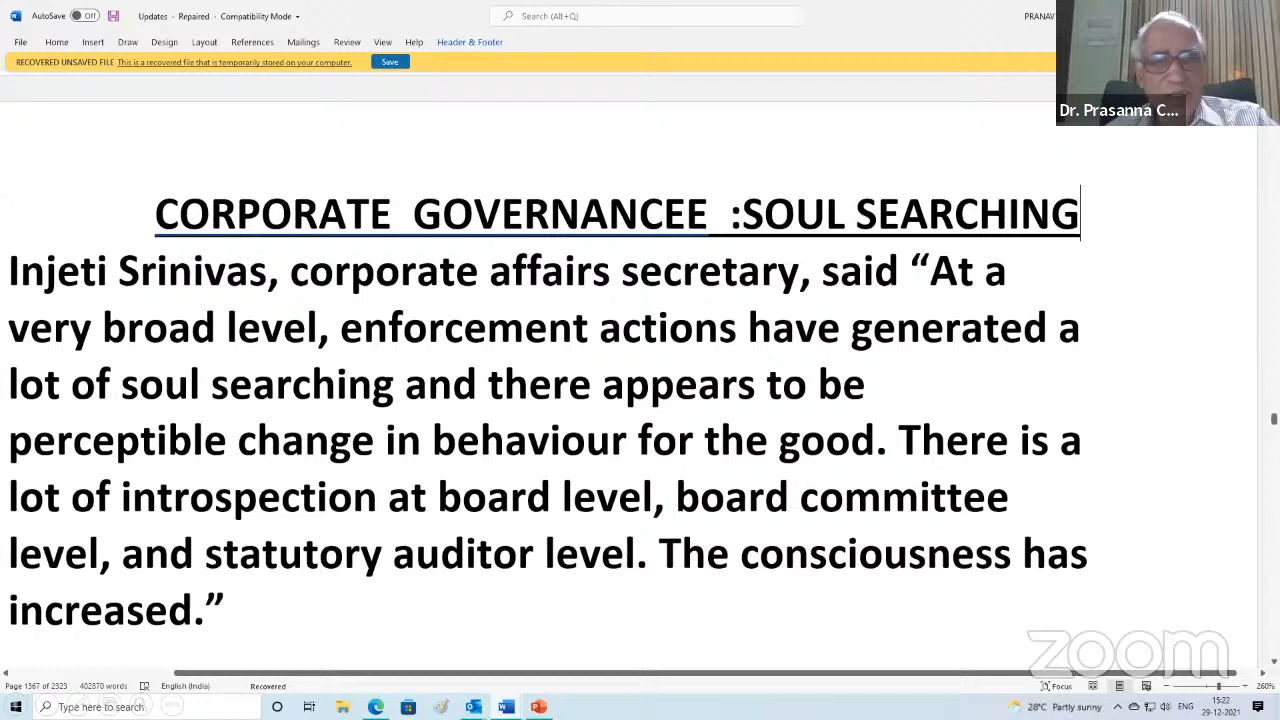 AutoSave Off Updates - Repaired - Compatibility Mode Search (Alt+Q) PRANAV
File Home Insert Draw Design Layout References Mailings Review View Help Header & Footer
RECOVERED UNSAVED FILE This is a recovered file that is temporarily stored on your computer. Save
Dr. Prasanna C...
CORPORATE GOVERNANCEE :SOUL SEARCHING
Injeti Srinivas, corporate affairs secretary, said “At a
very broad level, enforcement actions have generated a
lot of soul searching and there appears to be
perceptible change in behaviour for the good. There is a
lot of introspection at board level, board committee
level, and statutory auditor level. The consciousness has
increased.”
zoom
Page 1367 of 2323 402870 words English (India) Recovered Focus 260%
Type here to search 28°C Partly sunny ENG 15:22
29-12-2021